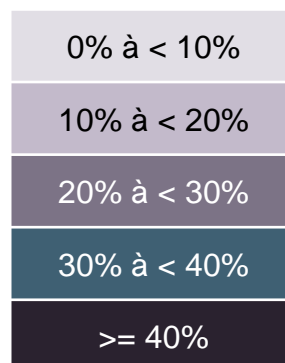 0% à < 10%
10% à < 20%
20% à < 30%
30% à < 40%
>= 40%